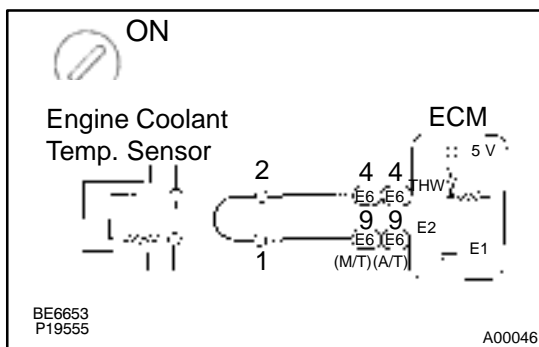 ON
Engine Coolant
Temp. Sensor
ECM
5 V
2
4 4
THW
E6 E6
9 9
E6 E6
E2
E1
1
(M/T) (A/T)
BE6653
P19555
A00046